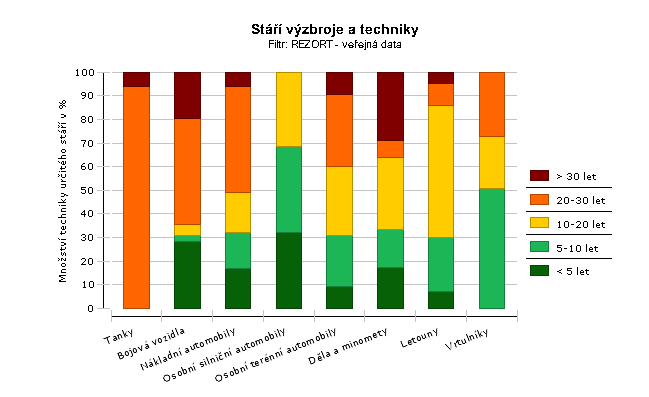 Stáří výzbroje a techniky
Filtr: REZORT - veřejná data
Množství techniky určitého stáří v %
100
90
80
70
60
50
40
30
20
10
0
Tanky
Bojová vozidla
Nákladní automobily
Osobní silniční automobily
Osobní terénní automobily
Děla a minomety
Letouny
Vrtulníky
> 30 let
20-30 let
10-20 let
5-10 let
< 5 let